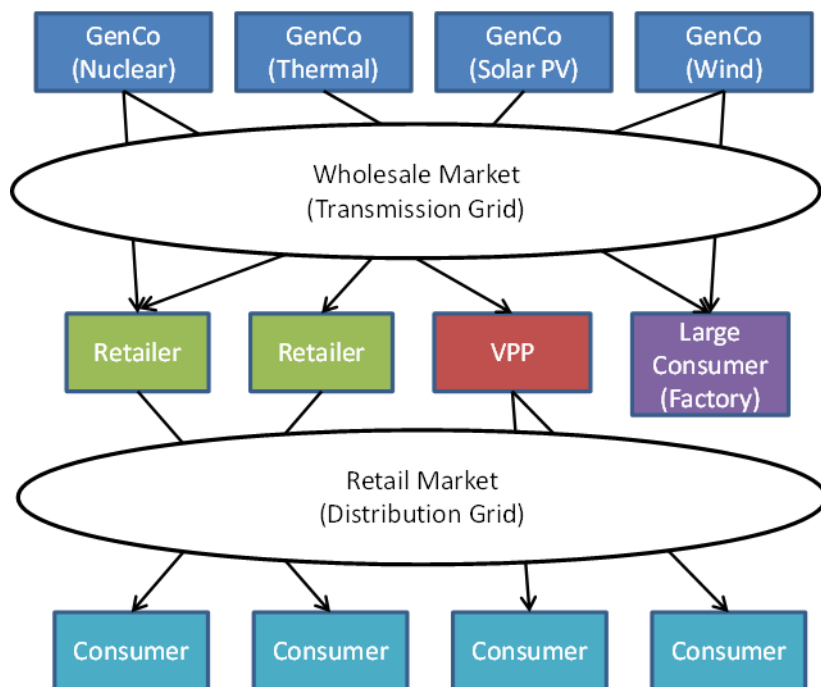 GenCo
(Nuclear)
GenCo
(Thermal)
GenCo
(Solar PV)
GenCo
(Wind)
Wholesale Market
(Transmission Grid)
Retailer
Retailer
VPP
Large
Consumer
(Factory)
Retail Market
(Distribution Grid)
Consumer
Consumer
Consumer
Consumer